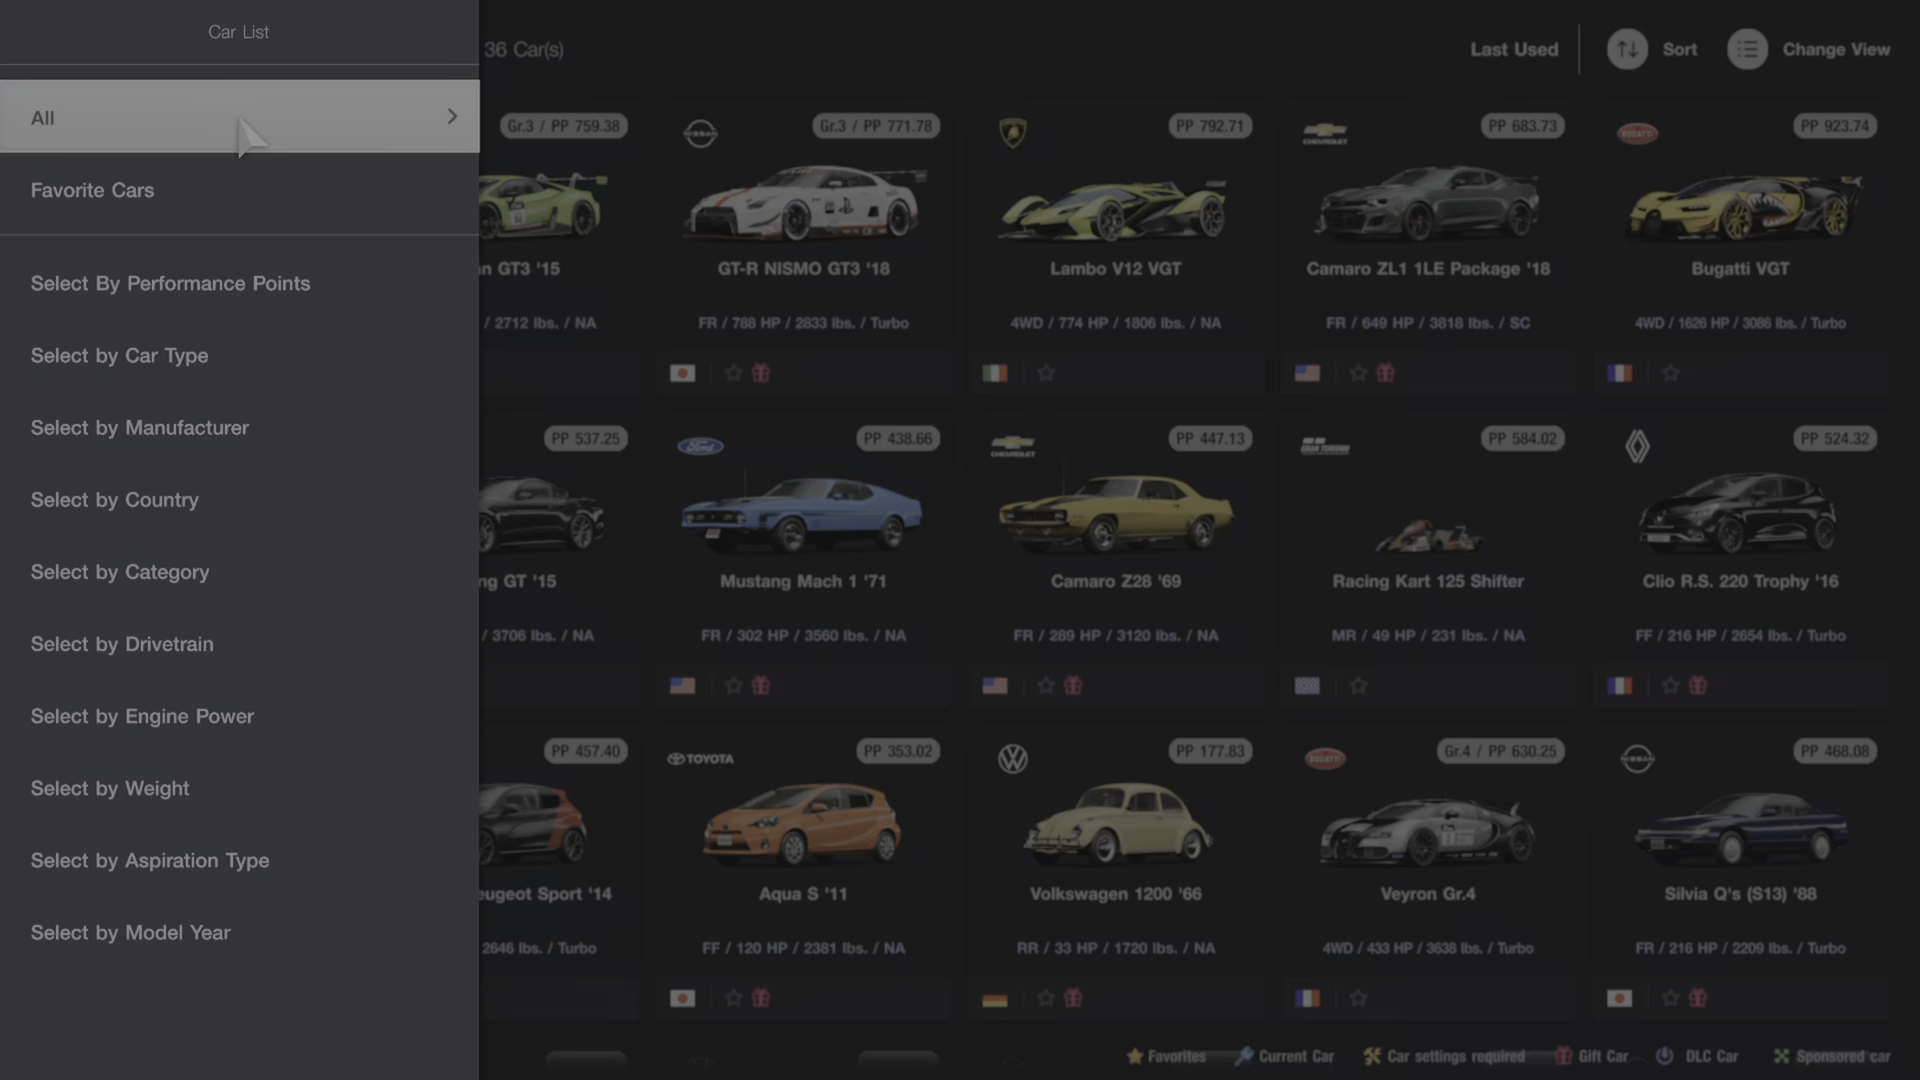 Car List
All
Favorite Cars
Select By Performance Points
Select by Car Type
Select by Manufacturer
Select by Country
Select by Category
Select by Drivetrain
Select by Engine Power
Select by Weight
Select by Aspiration Type
Select by Model Year
36 Car(s)
Last Used
Sort
Change View
Gr.3 / PP 759.38
n GT3 '15
/ 2712 lbs. / NA
NISSAN
Gr.3 / PP 771.78
GT-R NISMO GT3 '18
FR / 788 HP / 2833 lbs. / Turbo
PP 792.71
Lambo V12 VGT
4WD / 774 HP / 1806 lbs. / NA
CHEVROLET
PP 683.73
Camaro ZL1 1LE Package '18
FR / 649 HP / 3818 lbs. / SC
BUGATTI
PP 923.74
Bugatti VGT
4WD / 1626 HP / 3086 lbs. / Turbo
PP 537.25
ng GT '15
/ 3706 lbs. / NA
Ford
PP 438.66
Mustang Mach 1 '71
FR / 302 HP / 3560 lbs. / NA
CHEVROLET
PP 447.13
Camaro Z28 '69
FR / 289 HP / 3120 lbs. / NA
GRAN TURISMO
PP 584.02
Racing Kart 125 Shifter
MR / 49 HP / 231 lbs. / NA
PP 524.32
Clio R.S. 220 Trophy '16
FF / 216 HP / 2654 lbs. / Turbo
PP 457.40
eugeot Sport '14
2646 lbs. / Turbo
TOYOTA
PP 353.02
Aqua S '11
FF / 120 HP / 2381 lbs. / NA
PP 177.83
Volkswagen 1200 '66
RR / 33 HP / 1720 lbs. / NA
BUGATTI
Gr.4 / PP 630.25
Veyron Gr.4
4WD / 433 HP / 3638 lbs. / Turbo
NISSAN
PP 468.08
Silvia Q's (S13) '88
FR / 216 HP / 2209 lbs. / Turbo
Favorites
Current Car
Car settings required
Gift Car
DLC Car
Sponsored car